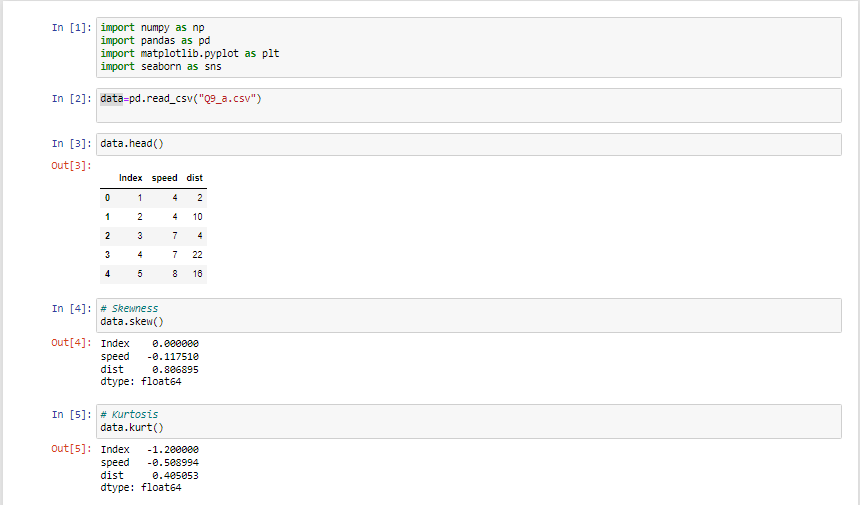 In [1]: import numpy as np
import pandas as pd
import matplotlib.pyplot as plt
import seaborn as sns
In [2]: data=pd.read_csv("Q9_a.csv")
In [3]: data.head()
Out[3]:
Index speed dist
0 1 4 2
1 2 4 10
2 3 7 4
3 4 7 22
4 5 8 16
In [4]: # Skewness
data.skew()
Out[4]: Index 0.000000
speed -0.117510
dist 0.806895
dtype: float64
In [5]: # Kurtosis
data.kurt()
Out[5]: Index -1.200000
speed -0.508994
dist 0.405053
dtype: float64